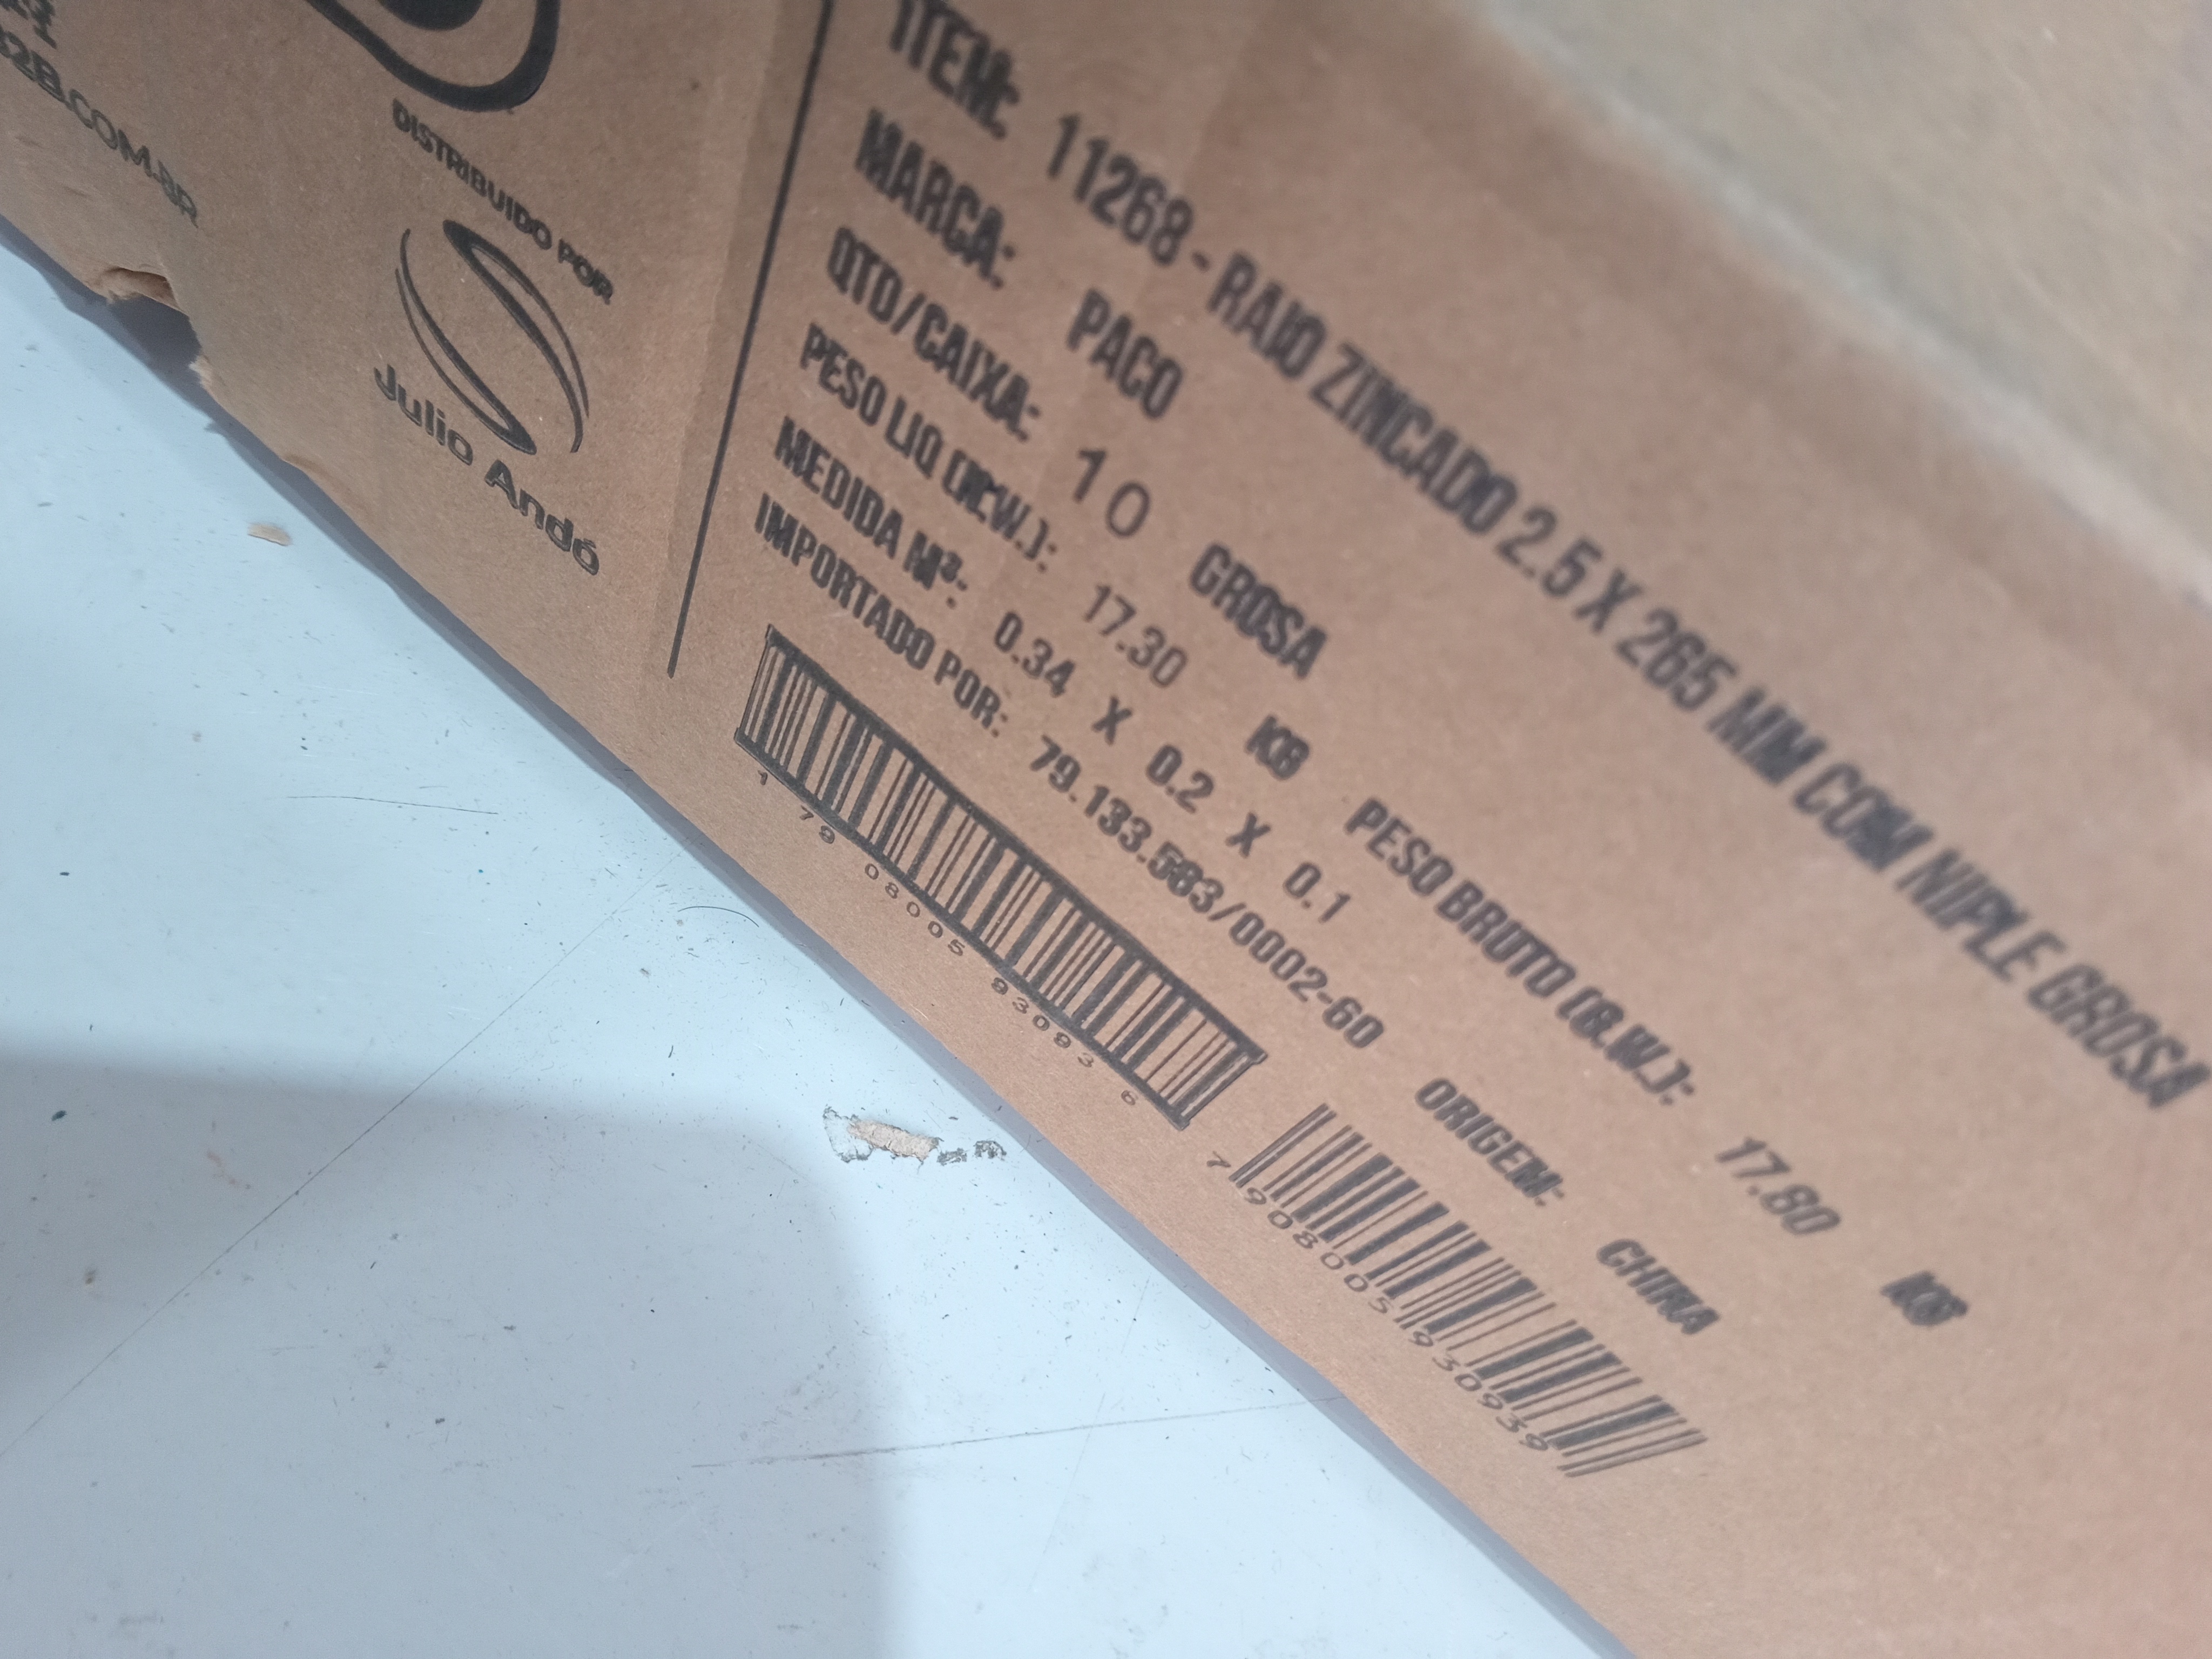 2B.COM.BR
DISTRIBUIDO POR
Julio Andó
ITEM: 11268 - RAIO ZINCADO 2.5 X 265 MM COM NIPLE GROSA
MARCA: PACO
QTD/CAIXA: 10 GROSA
PESO LIQ (N.W.): 17.30 KG PESO BRUTO (G.W.): 17.80 KG
MEDIDA M³: 0.34 X 0.2 X 0.1
IMPORTADO POR: 79.133.583/0002-60 ORIGEM: CHINA
1 79 08005 93093 6
7 908005 930939